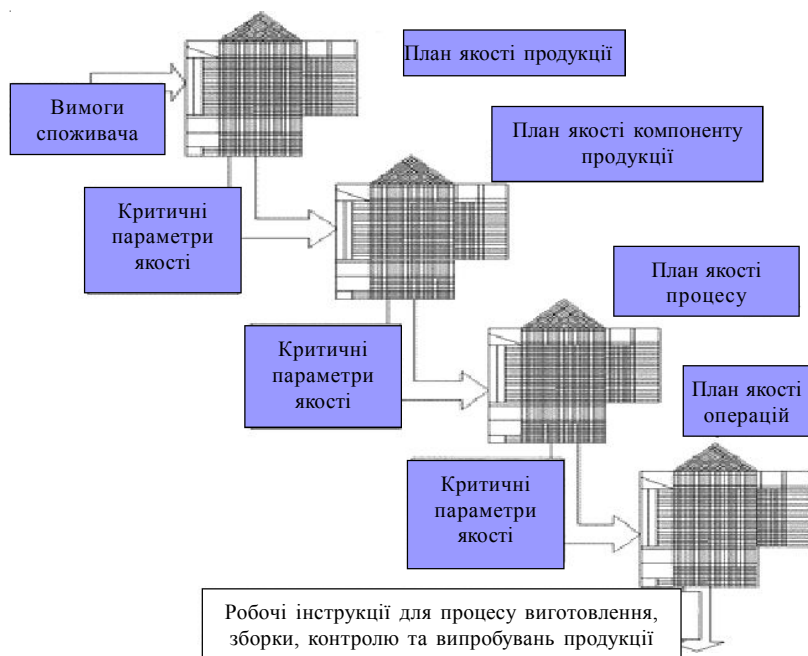 План якості продукції
Вимоги
споживача
План якості компоненту
продукції
Критичні
параметри
якості
План якості
процесу
Критичні
параметри
якості
План якості
операцій
Критичні
параметри
якості
Робочі інструкції для процесу виготовлення,
зборки, контролю та випробувань продукції